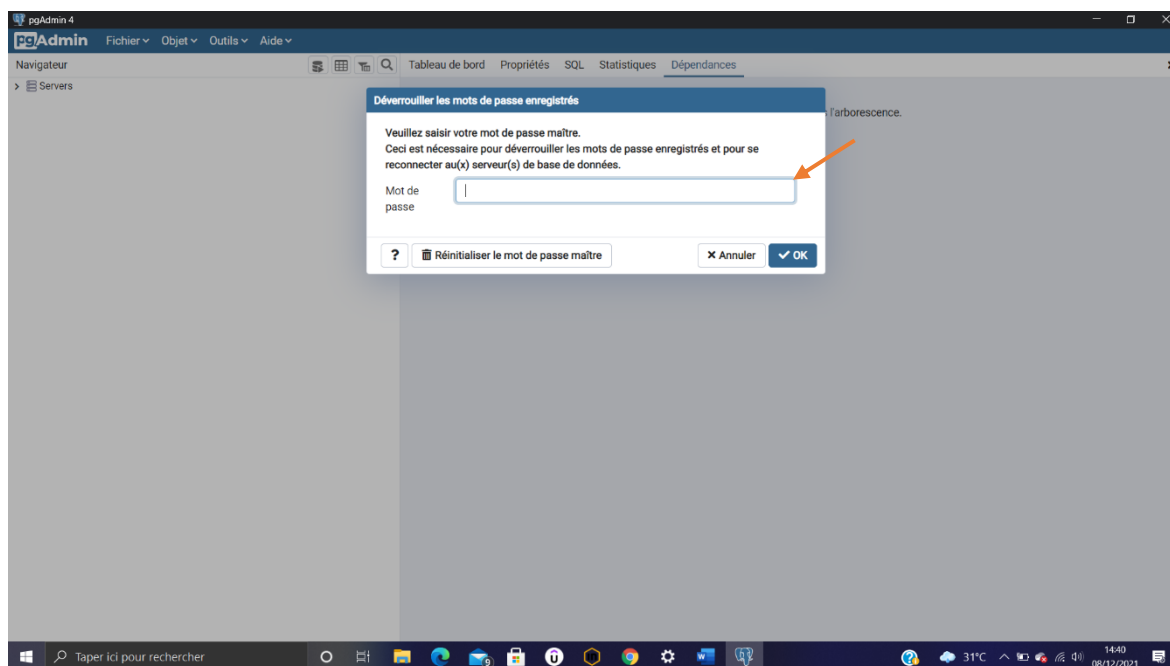 pgAdmin 4
pgAdmin Fichier Objet Outils Aide
Navigateur
Tableau de bord Propriétés SQL Statistiques Dépendances
Servers
Déverrouiller les mots de passe enregistrés
l'arborescence.
Veuillez saisir votre mot de passe maître.
Ceci est nécessaire pour déverrouiller les mots de passe enregistrés et pour se
reconnecter au(x) serveur(s) de base de données.
Mot de
passe
? Réinitialiser le mot de passe maître
Annuler
OK
Taper ici pour rechercher
9
31°C
14:40
08/12/2021